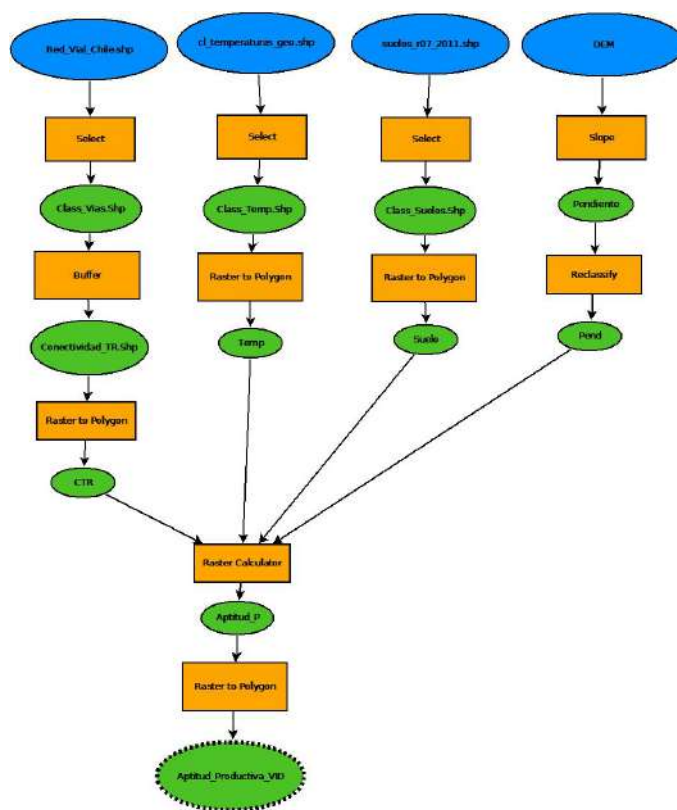 Red_Vial_Chile.shp
cl_temperaturas_geo.shp
suelos_r07_2011.shp
DEM
Select
Select
Select
Slope
Class_Vias.Shp
Class_Temp.Shp
Class_Suelos.Shp
Pendiente
Buffer
Raster to Polygon
Raster to Polygon
Reclassify
Conectividad_TR.Shp
Temp
Suelo
Pend
Raster to Polygon
CTR
Raster Calculator
Aptitud_P
Raster to Polygon
Aptitud_Productiva_VID